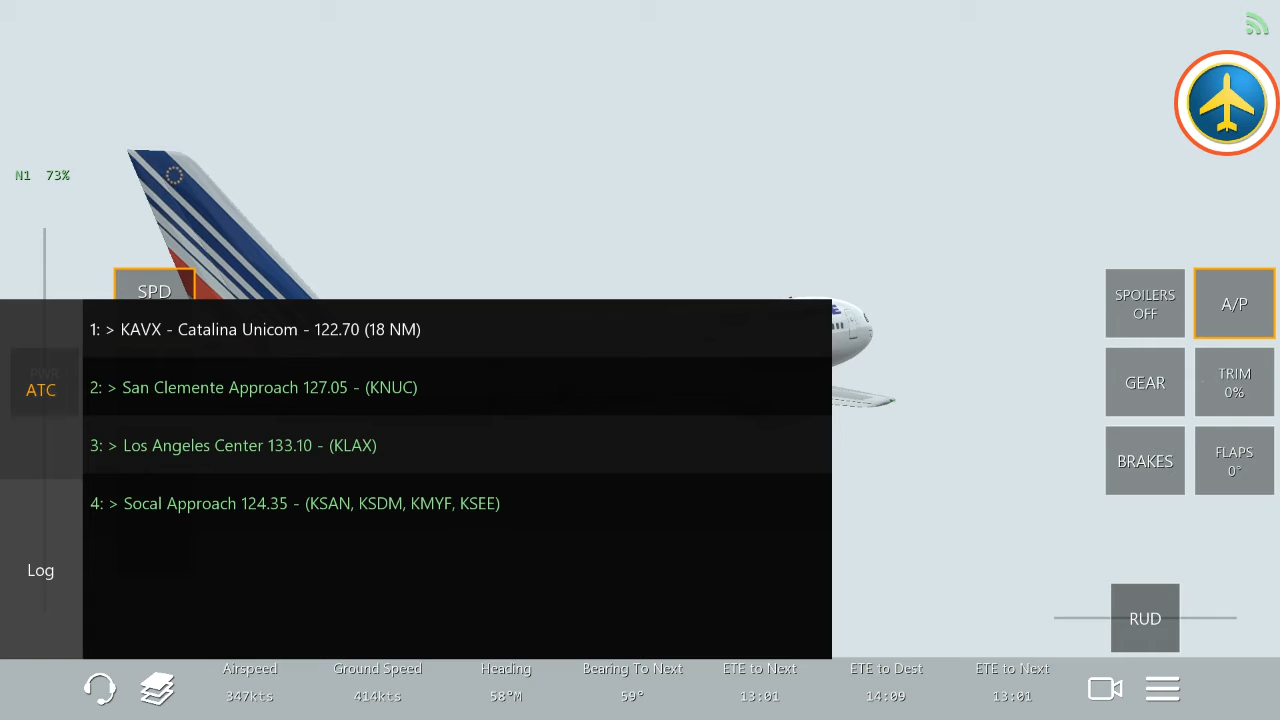 N1 73%
SPD
1: > KAVX - Catalina Unicom - 122.70 (18 NM)
2: > San Clemente Approach 127.05 - (KNUC)
3: > Los Angeles Center 133.10 - (KLAX)
4: > Socal Approach 124.35 - (KSAN, KSDM, KMYF, KSEE)
PWR
ATC
Log
SPOILERS
OFF
A/P
GEAR
TRIM
0%
BRAKES
FLAPS
0°
RUD
Airspeed Ground Speed Heading Bearing To Next ETE to Next ETE to Dest ETE to Next
347kts 414kts 58°M 59° 13:01 14:09 13:01